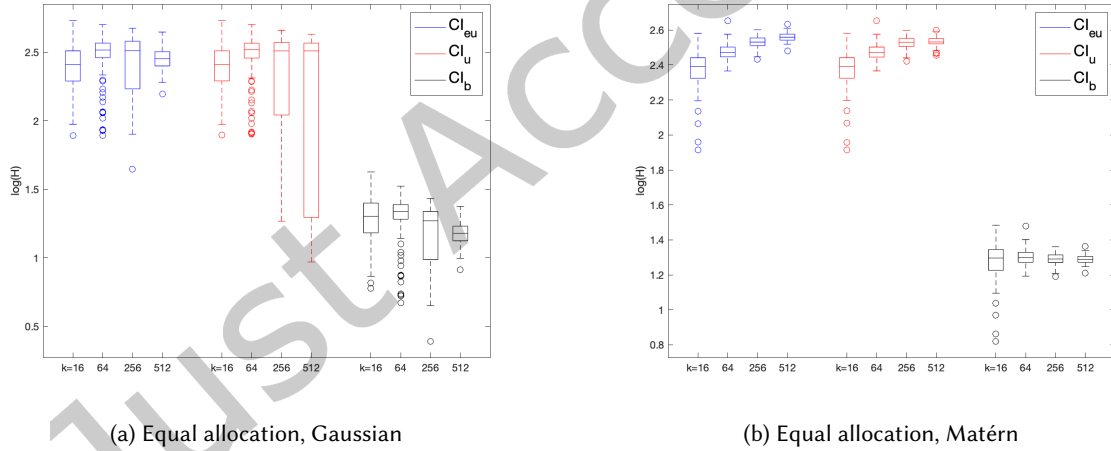 CI_eu
CI_u
CI_b
2.5
2
1.5
1
0.5
log(H)
k=16 64 256 512 k=16 64 256 512 k=16 64 256 512
(a) Equal allocation, Gaussian
CI_eu
CI_u
CI_b
2.6
2.4
2.2
2
1.8
1.6
1.4
1.2
1
0.8
log(H)
k=16 64 256 512 k=16 64 256 512 k=16 64 256 512
(b) Equal allocation, Matérn
Just Acc